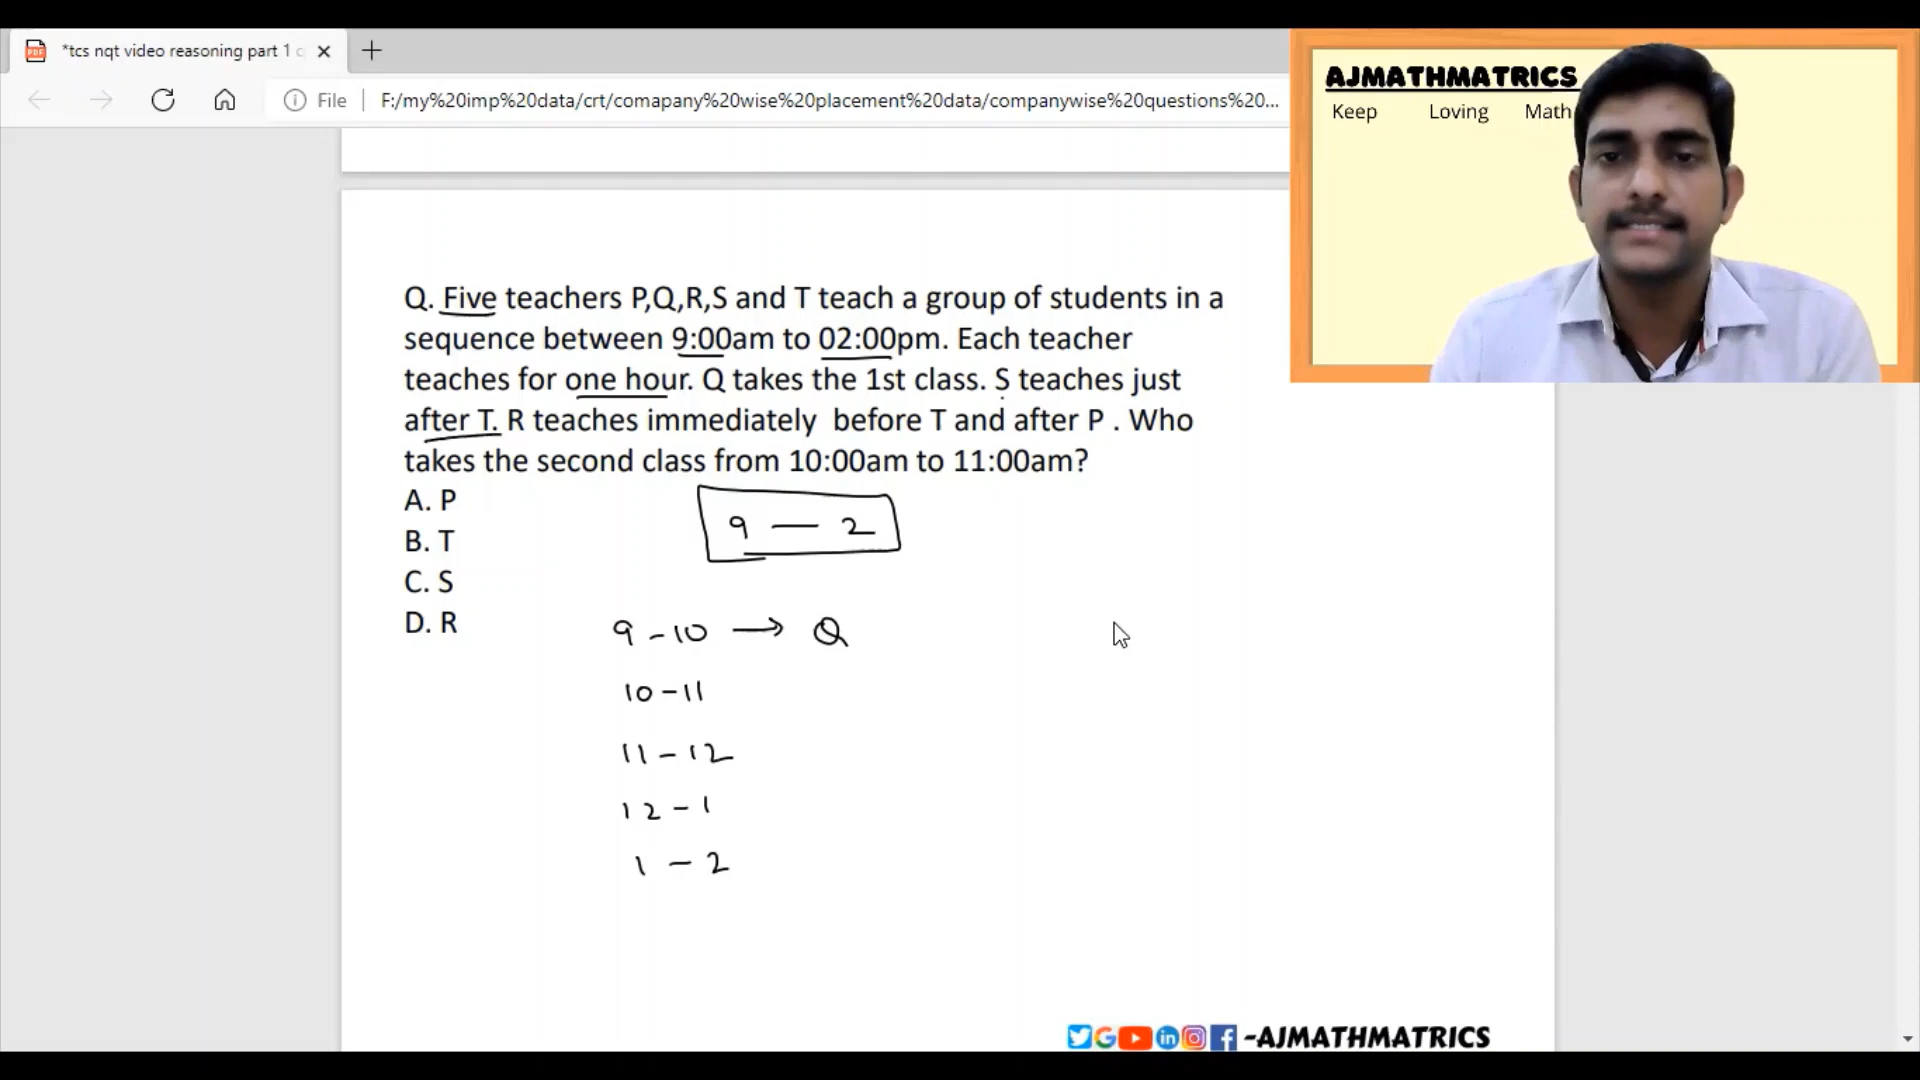 *tcs nqt video reasoning part 1 c
File
F:/my%20imp%20data/crt/comapany%20wise%20placement%20data/companywise%20questions%20...
AJMATHMATRICS
Keep Loving Math
Q. Five teachers P,Q,R,S and T teach a group of students in a
sequence between 9:00am to 02:00pm. Each teacher
teaches for one hour. Q takes the 1st class. S teaches just
after T. R teaches immediately before T and after P . Who
takes the second class from 10:00am to 11:00am?
A. P
B. T
C. S
D. R
9 — 2
9 - 10 → Q
10 - 11
11 - 12
12 - 1
1 - 2
-AJMATHMATRICS